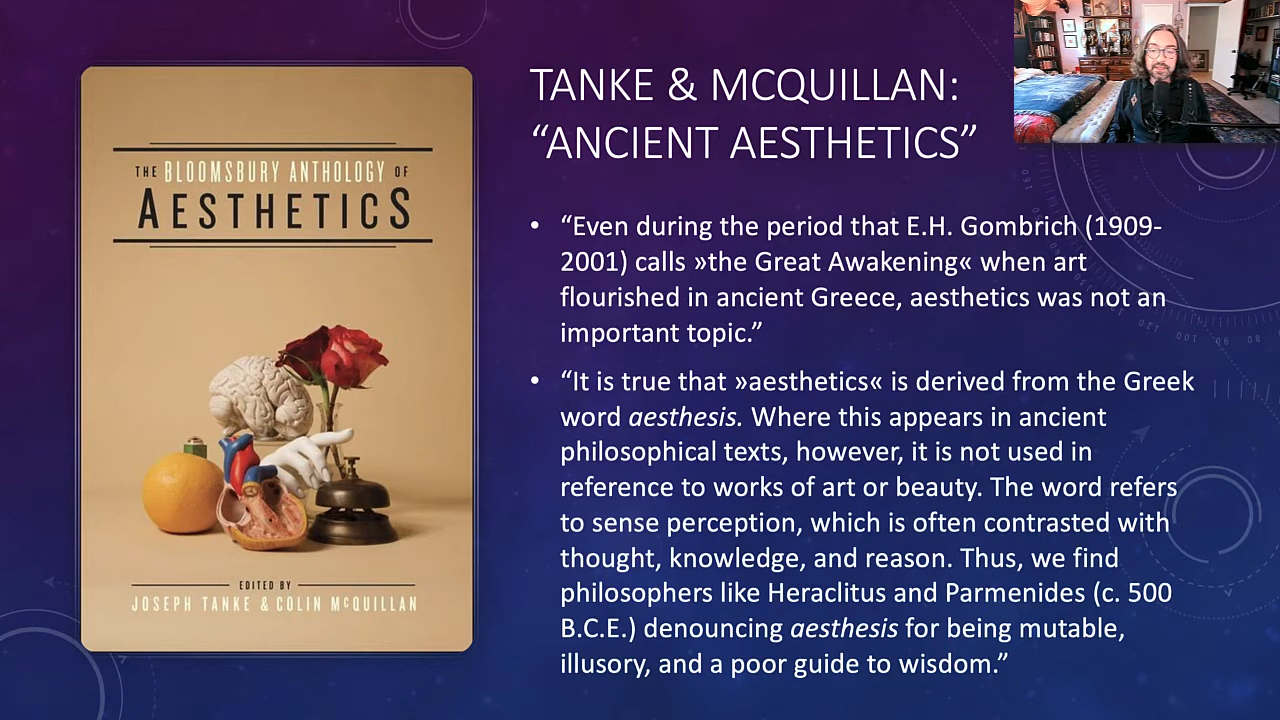 THE BLOOMSBURY ANTHOLOGY OF
AESTHETICS
EDITED BY
JOSEPH TANKE & COLIN MCQUILLAN
TANKE & MCQUILLAN:
“ANCIENT AESTHETICS”
• “Even during the period that E.H. Gombrich (1909-
2001) calls »the Great Awakening« when art
flourished in ancient Greece, aesthetics was not an
important topic.”
• “It is true that »aesthetics« is derived from the Greek
word aesthesis. Where this appears in ancient
philosophical texts, however, it is not used in
reference to works of art or beauty. The word refers
to sense perception, which is often contrasted with
thought, knowledge, and reason. Thus, we find
philosophers like Heraclitus and Parmenides (c. 500
B.C.E.) denouncing aesthesis for being mutable,
illusory, and a poor guide to wisdom.”